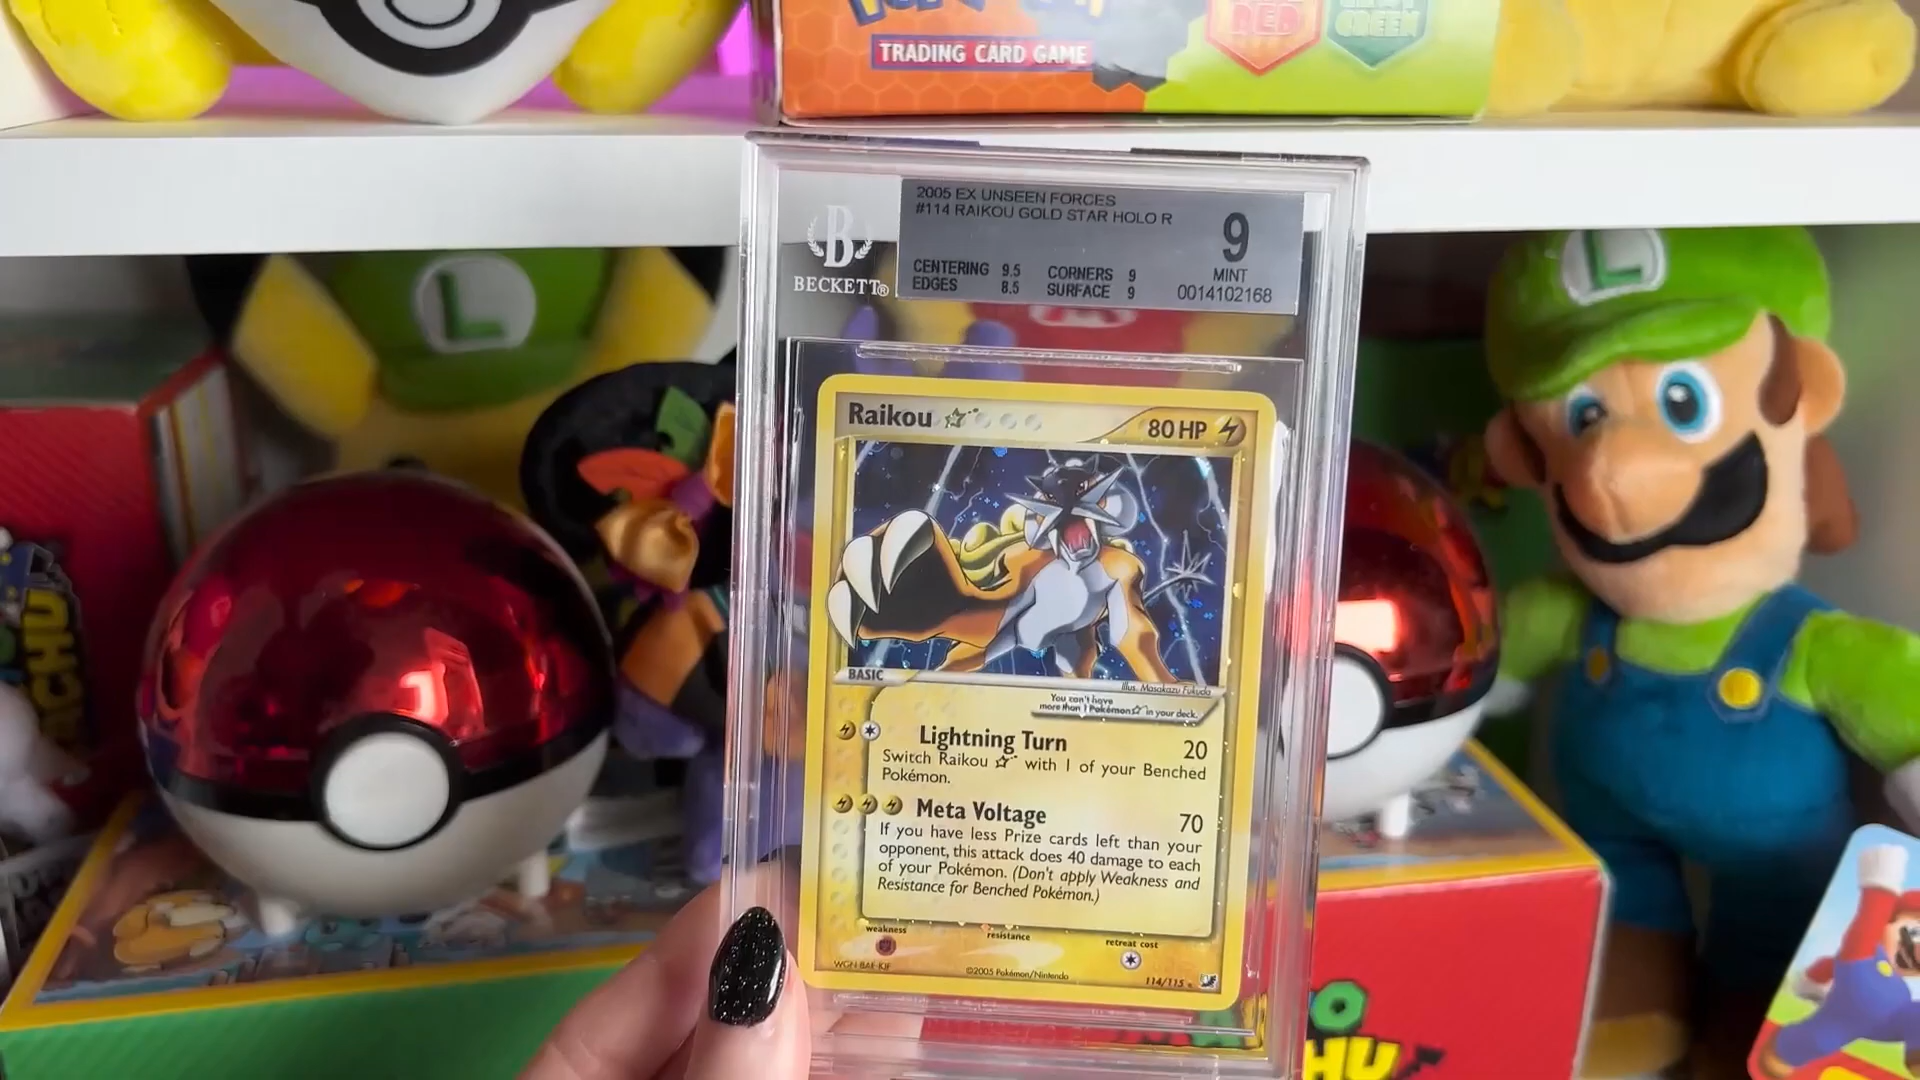 TRADING CARD GAME
RED
GREEN
B
BECKETT®
2005 EX UNSEEN FORCES
#114 RAIKOU GOLD STAR HOLO R
9
MINT
0014102168
CENTERING 9.5 CORNERS 9
EDGES 8.5 SURFACE 9
L
L
Raikou
80 HP
BASIC
Illus. Masakazu Fukuda
You can't have
more than 1 Pokémon☆ in your deck.
Lightning Turn 20
Switch Raikou ☆ with 1 of your Benched
Pokémon.
Meta Voltage 70
If you have less Prize cards left than your
opponent, this attack does 40 damage to each
of your Pokémon. (Don't apply Weakness and
Resistance for Benched Pokémon.)
weakness
resistance
retreat cost
©2005 Pokémon/Nintendo
114/115
CHU
HU